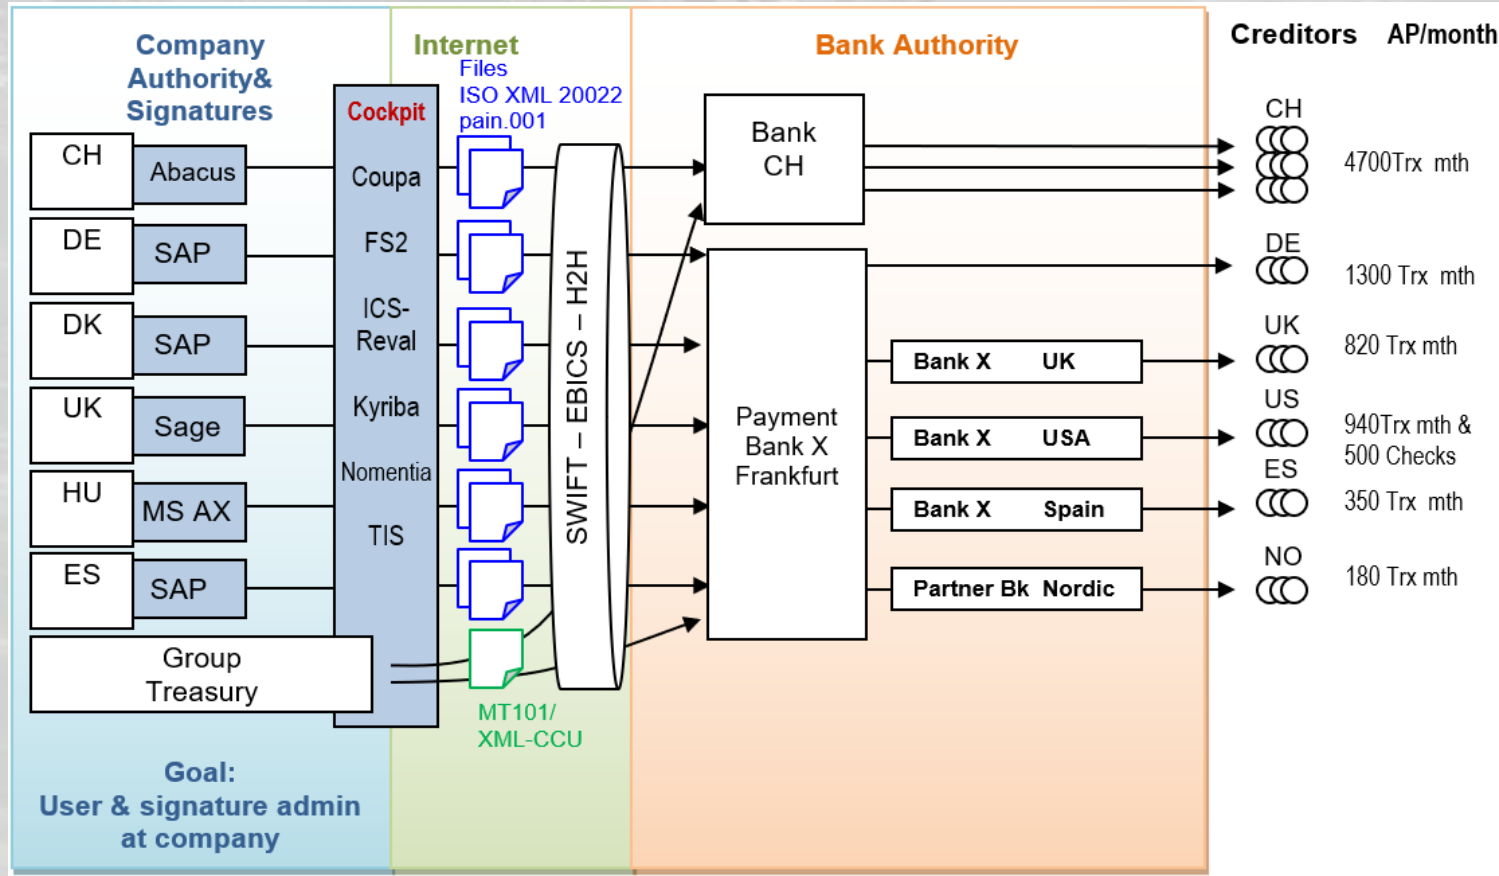 Company
Authority&
Signatures
Internet
Bank Authority
Creditors AP/month
Files
ISO XML 20022
pain.001
Cockpit
Coupa
FS2
ICS-
Reval
Kyriba
Nomentia
TIS
CH
Abacus
DE
SAP
DK
SAP
UK
Sage
HU
MS AX
ES
SAP
Group
Treasury
MT101/
XML-CCU
SWIFT – EBICS – H2H
Bank
CH
Payment
Bank X
Frankfurt
Bank X UK
Bank X USA
Bank X Spain
Partner Bk Nordic
CH
4700Trx mth
DE
1300 Trx mth
UK
820 Trx mth
US
940Trx mth &
500 Checks
ES
350 Trx mth
NO
180 Trx mth
Goal:
User & signature admin
at company